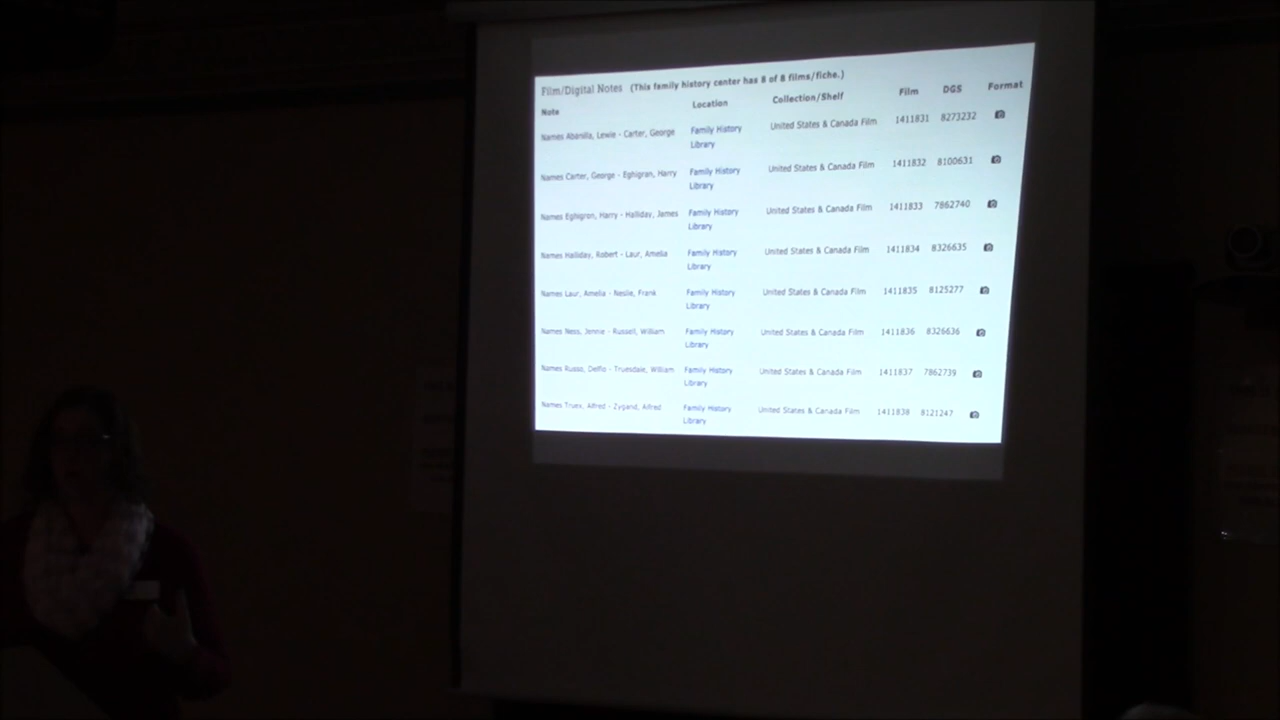 Film/Digital Notes (This family history center has 8 of 8 films/fiche.)
Note Location Collection/Shelf Film DGS Format
Names Abanilla, Lewie - Carter, George Family History Library United States & Canada Film 1411831 8273232
Names Carter, George - Eghigran, Harry Family History Library United States & Canada Film 1411832 8100631
Names Eghigron, Harry - Halliday, James Family History Library United States & Canada Film 1411833 7862740
Names Halliday, Robert - Laur, Amelia Family History Library United States & Canada Film 1411834 8326635
Names Laur, Amelia - Neslie, Frank Family History Library United States & Canada Film 1411835 8125277
Names Ness, Jennie - Russell, William Family History Library United States & Canada Film 1411836 8326636
Names Russo, Delfio - Truesdale, William Family History Library United States & Canada Film 1411837 7862739
Names Truex, Alfred - Zygand, Alfred Family History Library United States & Canada Film 1411838 8121247